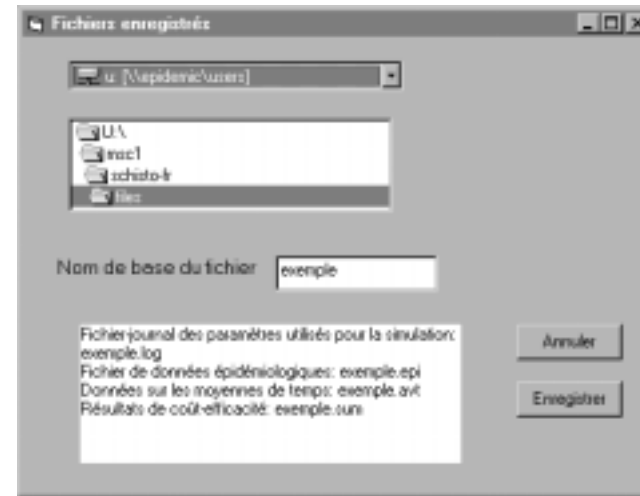 Fichiers enregistrés
u: [\\epidemic\users]
U:\
msc1
schisto-fr
files
Nom de base du fichier
exemple
Fichier-journal des paramètres utilisés pour la simulation:
exemple.log
Fichier de données épidémiologiques: exemple.epi
Données sur les moyennes de temps: exemple.avt
Résultats de coût-efficacité: exemple.sum
Annuler
Enregistrer